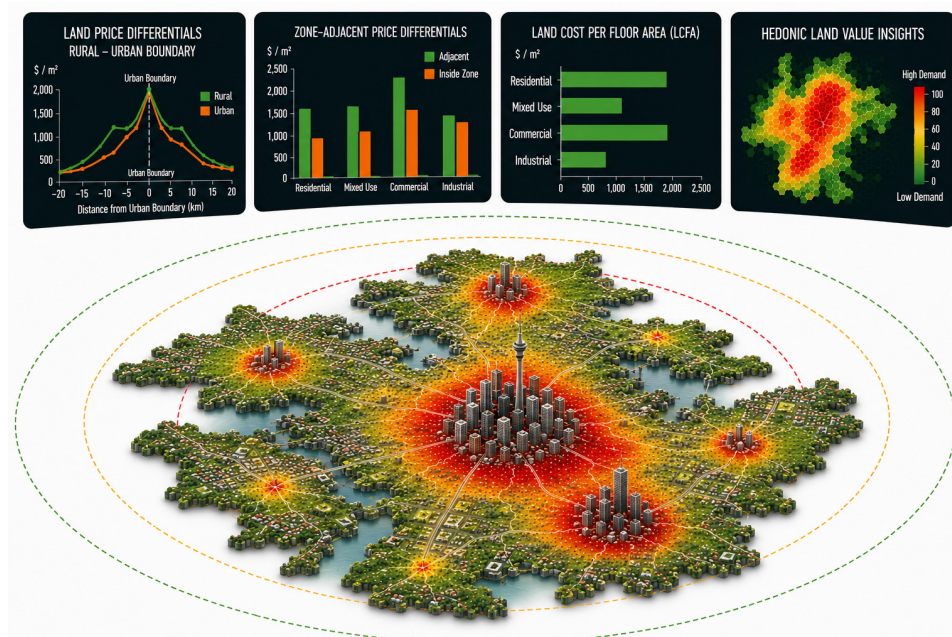 LAND PRICE DIFFERENTIALS
RURAL – URBAN BOUNDARY
$ / m²
Urban Boundary
2,000
1,500
1,000
500
0
Rural
Urban
Urban Boundary
−20 −15 −10 −5 0 5 10 15 20
Distance from Urban Boundary (km)
ZONE-ADJACENT PRICE DIFFERENTIALS
$ / m²
2,500
2,000
1,500
1,000
500
0
Adjacent
Inside Zone
Residential Mixed Use Commercial Industrial
LAND COST PER FLOOR AREA (LCFA)
$ / m²
Residential
Mixed Use
Commercial
Industrial
0 500 1,000 1,500 2,000 2,500
HEDONIC LAND VALUE INSIGHTS
High Demand
100
80
60
40
20
0
Low Demand